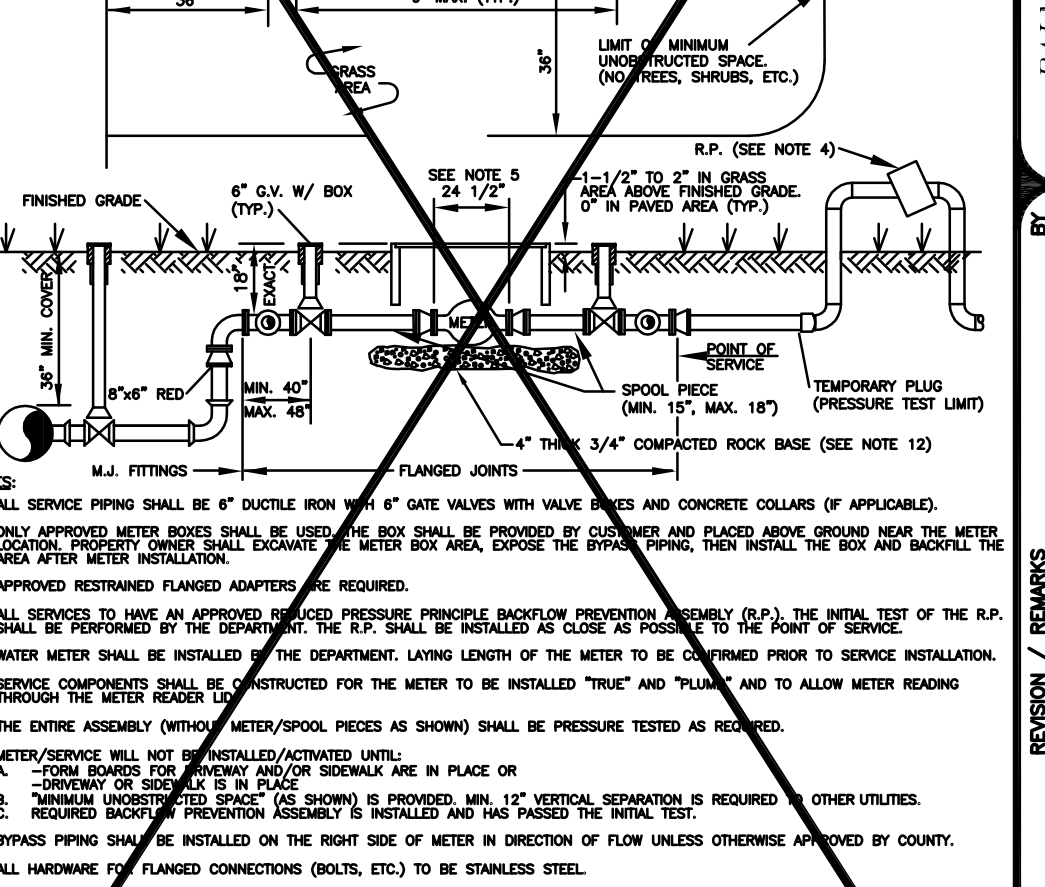 36"
5' MAX. (TYP.)
LIMIT OF MINIMUM
UNOBSTRUCTED SPACE.
(NO TREES, SHRUBS, ETC.)
36"
GRASS
AREA
R.P. (SEE NOTE 4)
SEE NOTE 5
24 1/2"
1-1/2" TO 2" IN GRASS
AREA ABOVE FINISHED GRADE.
0" IN PAVED AREA (TYP.)
6" G.V. W/ BOX
(TYP.)
FINISHED GRADE
BY
18"
EXACT
36" MIN. COVER
METER
POINT OF
SERVICE
8"x6" RED
MIN. 40"
MAX. 48"
SPOOL PIECE
(MIN. 15", MAX. 18")
TEMPORARY PLUG
(PRESSURE TEST LIMIT)
4" THICK 3/4" COMPACTED ROCK BASE (SEE NOTE 12)
M.J. FITTINGS
FLANGED JOINTS
ES:
ALL SERVICE PIPING SHALL BE 6" DUCTILE IRON WITH 6" GATE VALVES WITH VALVE BOXES AND CONCRETE COLLARS (IF APPLICABLE).
ONLY APPROVED METER BOXES SHALL BE USED. THE BOX SHALL BE PROVIDED BY CUSTOMER AND PLACED ABOVE GROUND NEAR THE METER
LOCATION. PROPERTY OWNER SHALL EXCAVATE THE METER BOX AREA, EXPOSE THE BYPASS PIPING, THEN INSTALL THE BOX AND BACKFILL THE
AREA AFTER METER INSTALLATION.
APPROVED RESTRAINED FLANGED ADAPTERS ARE REQUIRED.
ALL SERVICES TO HAVE AN APPROVED REDUCED PRESSURE PRINCIPLE BACKFLOW PREVENTION ASSEMBLY (R.P.). THE INITIAL TEST OF THE R.P.
SHALL BE PERFORMED BY THE DEPARTMENT. THE R.P. SHALL BE INSTALLED AS CLOSE AS POSSIBLE TO THE POINT OF SERVICE.
WATER METER SHALL BE INSTALLED BY THE DEPARTMENT. LAYING LENGTH OF THE METER TO BE CONFIRMED PRIOR TO SERVICE INSTALLATION.
SERVICE COMPONENTS SHALL BE CONSTRUCTED FOR THE METER TO BE INSTALLED "TRUE" AND "PLUMB" AND TO ALLOW METER READING
THROUGH THE METER READER LID.
THE ENTIRE ASSEMBLY (WITHOUT METER/SPOOL PIECES AS SHOWN) SHALL BE PRESSURE TESTED AS REQUIRED.
METER/SERVICE WILL NOT BE INSTALLED/ACTIVATED UNTIL:
A. -FORM BOARDS FOR DRIVEWAY AND/OR SIDEWALK ARE IN PLACE OR
-DRIVEWAY OR SIDEWALK IS IN PLACE
B. "MINIMUM UNOBSTRUCTED SPACE" (AS SHOWN) IS PROVIDED. MIN. 12" VERTICAL SEPARATION IS REQUIRED TO OTHER UTILITIES.
C. REQUIRED BACKFLOW PREVENTION ASSEMBLY IS INSTALLED AND HAS PASSED THE INITIAL TEST.
BYPASS PIPING SHALL BE INSTALLED ON THE RIGHT SIDE OF METER IN DIRECTION OF FLOW UNLESS OTHERWISE APPROVED BY COUNTY.
ALL HARDWARE FOR FLANGED CONNECTIONS (BOLTS, ETC.) TO BE STAINLESS STEEL.
REVISION / REMARKS